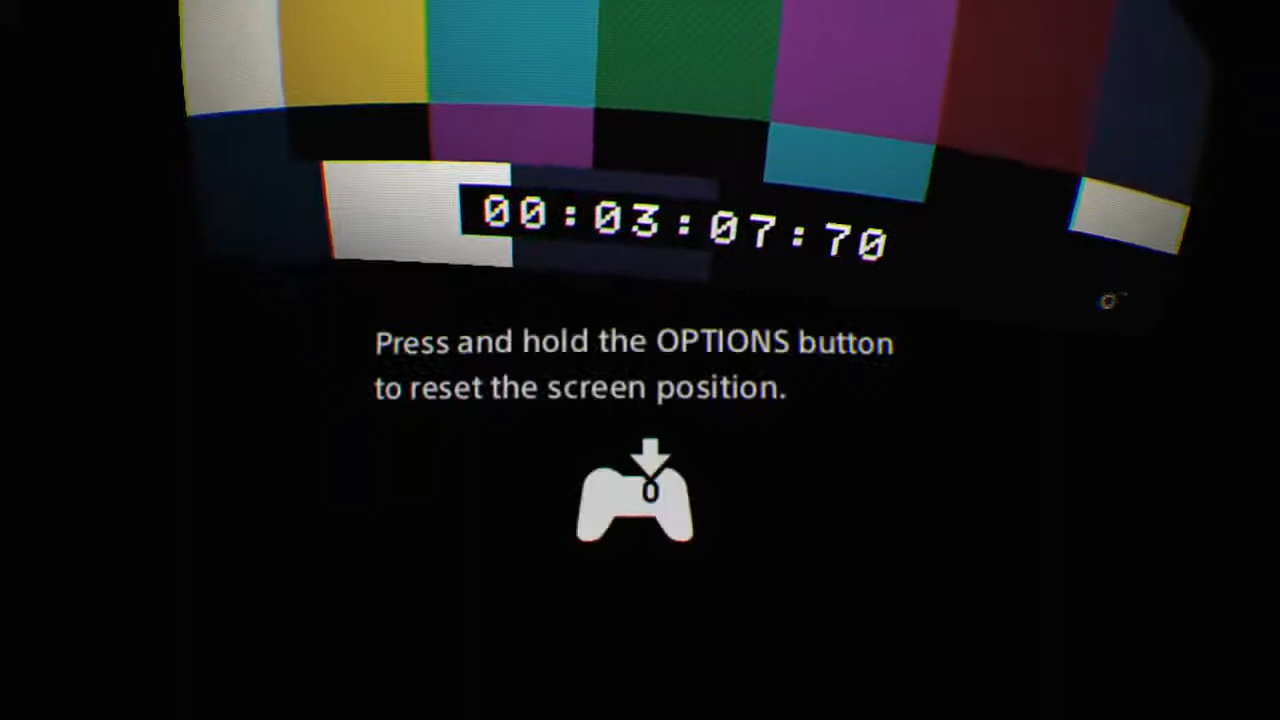 00:03:07:70
Press and hold the OPTIONS button
to reset the screen position.